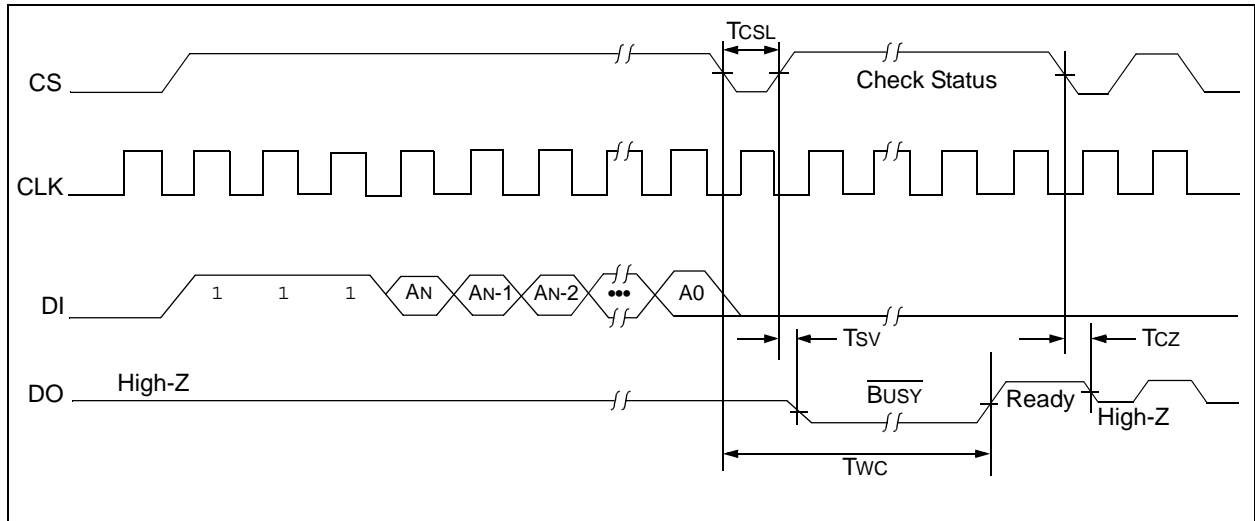 TCSL
CS
Check Status
CLK
DI
1 1 1 AN AN-1 AN-2 ••• A0
TSV
TCZ
DO
High-Z
BUSY
Ready
High-Z
TWC